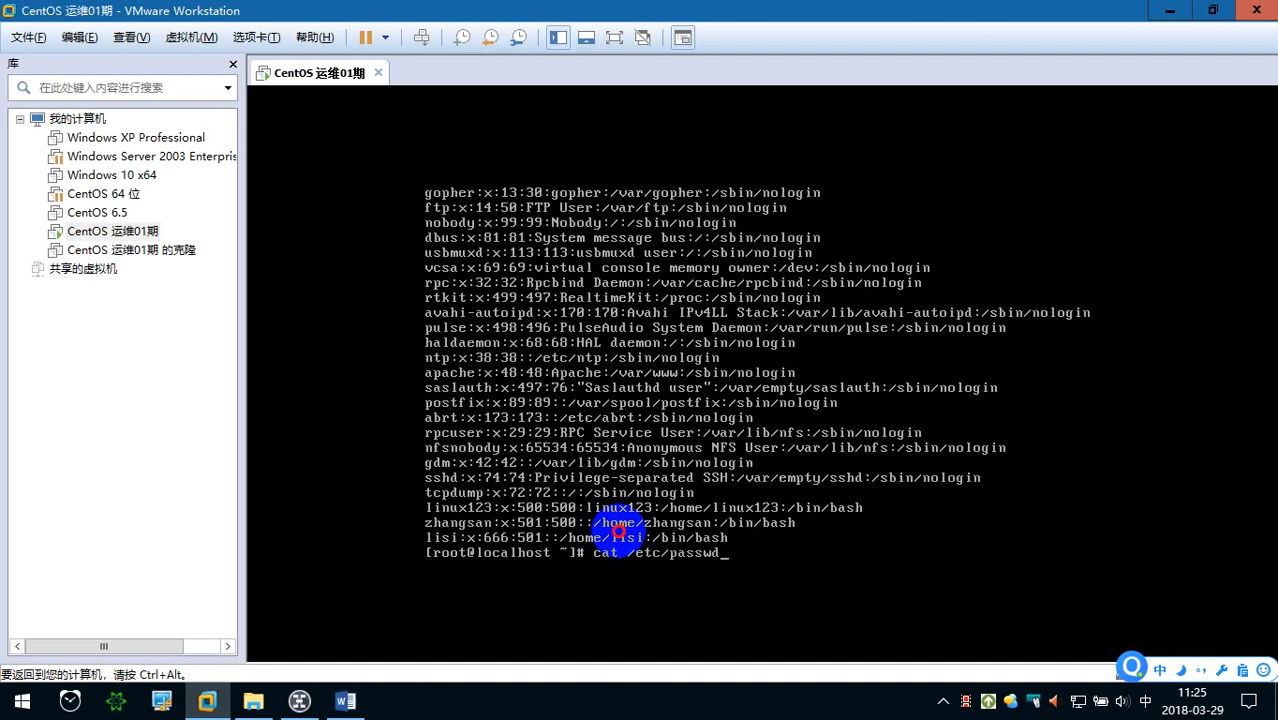 CentOS 运维01期 - VMware Workstation
文件(F) 编辑(E) 查看(V) 虚拟机(M) 选项卡(T) 帮助(H)
库
在此处键入内容进行搜索
我的计算机
Windows XP Professional
Windows Server 2003 Enterpris
Windows 10 x64
CentOS 64 位
CentOS 6.5
CentOS 运维01期
CentOS 运维01期 的克隆
共享的虚拟机
CentOS 运维01期
gopher:x:13:30:gopher:/var/gopher:/sbin/nologin
ftp:x:14:50:FTP User:/var/ftp:/sbin/nologin
nobody:x:99:99:Nobody:/:/sbin/nologin
dbus:x:81:81:System message bus:/:/sbin/nologin
usbmuxd:x:113:113:usbmuxd user:/:/sbin/nologin
vcsa:x:69:69:virtual console memory owner:/dev:/sbin/nologin
rpc:x:32:32:Rpcbind Daemon:/var/cache/rpcbind:/sbin/nologin
rtkit:x:499:497:RealtimeKit:/proc:/sbin/nologin
avahi-autoipd:x:170:170:Avahi IPv4LL Stack:/var/lib/avahi-autoipd:/sbin/nologin
pulse:x:498:496:PulseAudio System Daemon:/var/run/pulse:/sbin/nologin
haldaemon:x:68:68:HAL daemon:/:/sbin/nologin
ntp:x:38:38::/etc/ntp:/sbin/nologin
apache:x:48:48:Apache:/var/www:/sbin/nologin
saslauth:x:497:76:"Saslauthd user":/var/empty/saslauth:/sbin/nologin
postfix:x:89:89::/var/spool/postfix:/sbin/nologin
abrt:x:173:173::/etc/abrt:/sbin/nologin
rpcuser:x:29:29:RPC Service User:/var/lib/nfs:/sbin/nologin
nfsnobody:x:65534:65534:Anonymous NFS User:/var/lib/nfs:/sbin/nologin
gdm:x:42:42::/var/lib/gdm:/sbin/nologin
sshd:x:74:74:Privilege-separated SSH:/var/empty/sshd:/sbin/nologin
tcpdump:x:72:72::/:/sbin/nologin
linux123:x:500:500:linux123:/home/linux123:/bin/bash
zhangsan:x:501:500::/home/zhangsan:/bin/bash
lisi:x:666:501::/home/lisi:/bin/bash
[root@localhost ~]# cat /etc/passwd_
要返回到您的计算机，请按 Ctrl+Alt。
中
中
11:25
2018-03-29